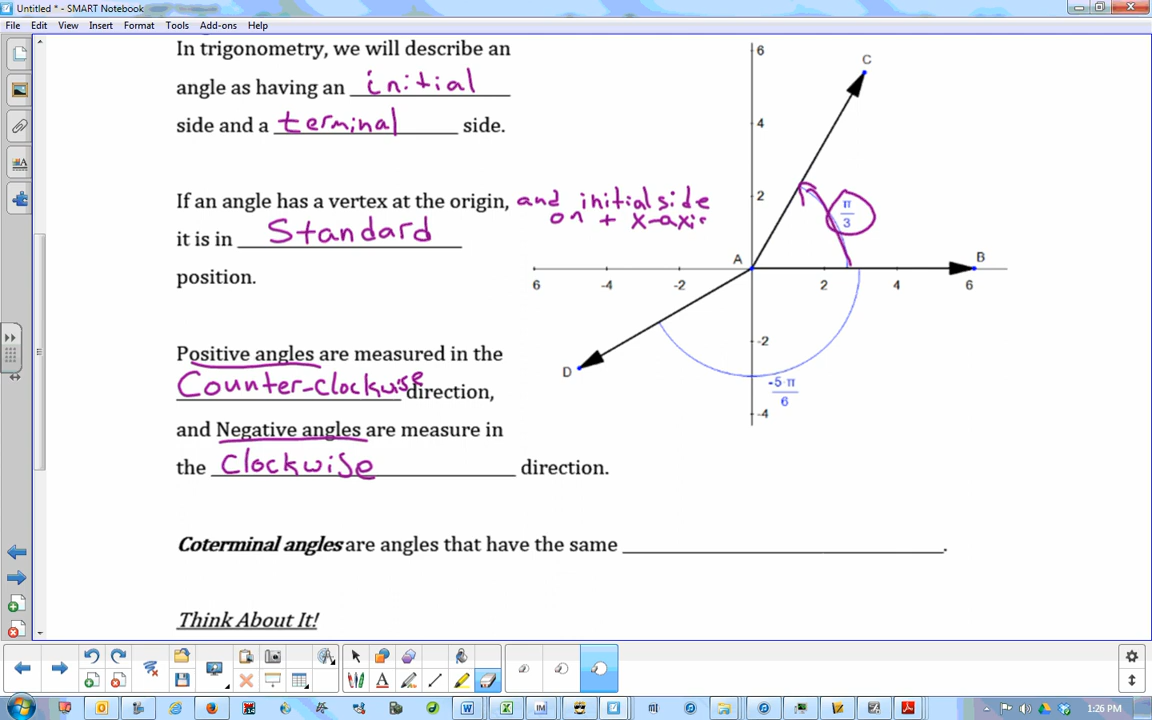 Untitled * - SMART Notebook
File Edit View Insert Format Tools Add-ons Help
In trigonometry, we will describe an
angle as having an initial
side and a terminal side.
If an angle has a vertex at the origin, and initial side
on + x-axis
it is in Standard
position.
Positive angles are measured in the
Counter-clockwise direction,
and Negative angles are measure in
the Clockwise direction.
Coterminal angles are angles that have the same ____.
Think About It!
6
C
4
2
π
3
A
B
6
-4
-2
2
4
6
-2
D
-5·π
6
-4
1:26 PM